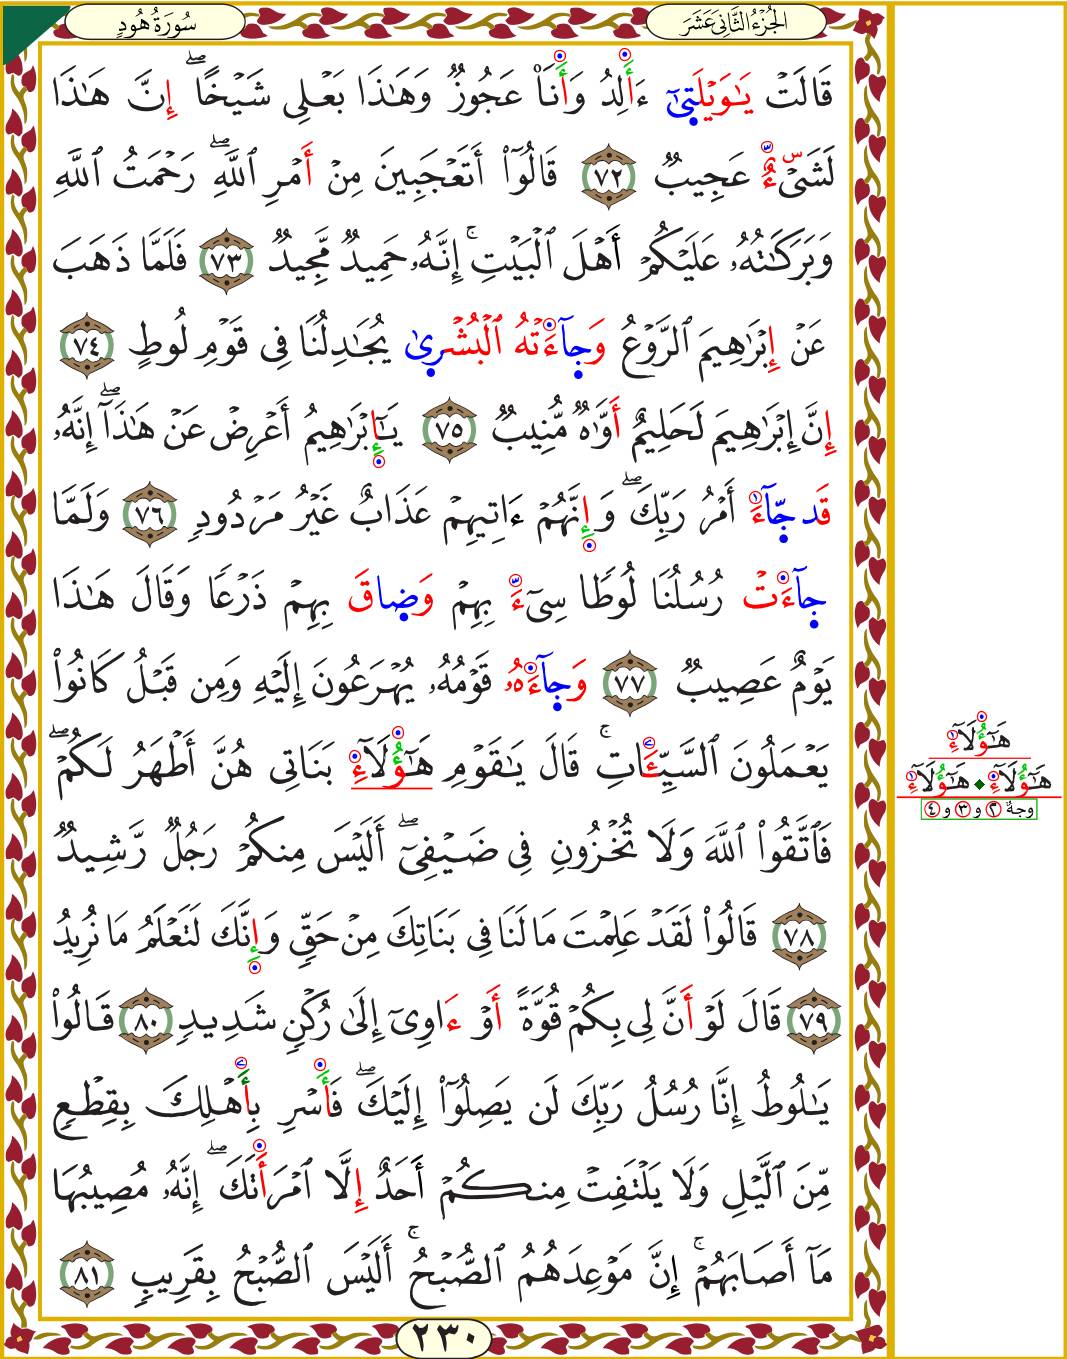 الجُزْءُ الثَّانِىَ عَشَرَ
سُورَةُ هُودٍ
قَالَتْ يَـٰوَيْلَتَىٰٓ ءَأَلِدُ وَأَنَا۠ عَجُوزٌ وَهَـٰذَا بَعْلِى شَيْخًا ۖ إِنَّ هَـٰذَا
لَشَىْءٌ عَجِيبٌ ٧٢ قَالُوٓا۟ أَتَعْجَبِينَ مِنْ أَمْرِ ٱللَّهِ ۖ رَحْمَتُ ٱللَّهِ
وَبَرَكَـٰتُهُۥ عَلَيْكُمْ أَهْلَ ٱلْبَيْتِ ۚ إِنَّهُۥ حَمِيدٌ مَّجِيدٌ ٧٣ فَلَمَّا ذَهَبَ
عَنْ إِبْرَٰهِيمَ ٱلرَّوْعُ وَجَآءَتْهُ ٱلْبُشْرَىٰ يُجَـٰدِلُنَا فِى قَوْمِ لُوطٍ ٧٤
إِنَّ إِبْرَٰهِيمَ لَحَلِيمٌ أَوَّٰهٌ مُّنِيبٌ ٧٥ يَـٰٓإِبْرَٰهِيمُ أَعْرِضْ عَنْ هَـٰذَآ ۖ إِنَّهُۥ
قَد جَّآءَ أَمْرُ رَبِّكَ ۖ وَإِنَّهُمْ ءَاتِيهِمْ عَذَابٌ غَيْرُ مَرْدُودٍ ٧٦ وَلَمَّا
جَآءَتْ رُسُلُنَا لُوطًا سِىٓءَ بِهِمْ وَضَاقَ بِهِمْ ذَرْعًا وَقَالَ هَـٰذَا
يَوْمٌ عَصِيبٌ ٧٧ وَجَآءَهُۥ قَوْمُهُۥ يُهْرَعُونَ إِلَيْهِ وَمِن قَبْلُ كَانُوا۟
يَعْمَلُونَ ٱلسَّيِّـَٔاتِ ۚ قَالَ يَـٰقَوْمِ هَـٰٓؤُلَآءِ بَنَاتِى هُنَّ أَطْهَرُ لَكُمْ ۖ
فَٱتَّقُوا۟ ٱللَّهَ وَلَا تُخْزُونِ فِى ضَيْفِىٓ ۖ أَلَيْسَ مِنكُمْ رَجُلٌ رَّشِيدٌ
٧٨ قَالُوا۟ لَقَدْ عَلِمْتَ مَا لَنَا فِى بَنَاتِكَ مِنْ حَقٍّ وَإِنَّكَ لَتَعْلَمُ مَا نُرِيدُ
٧٩ قَالَ لَوْ أَنَّ لِى بِكُمْ قُوَّةً أَوْ ءَاوِىٓ إِلَىٰ رُكْنٍ شَدِيدٍ ٨٠ قَالُوا۟
يَـٰلُوطُ إِنَّا رُسُلُ رَبِّكَ لَن يَصِلُوٓا۟ إِلَيْكَ ۖ فَأَسْرِ بِأَهْلِكَ بِقِطْعٍ
مِّنَ ٱلَّيْلِ وَلَا يَلْتَفِتْ مِنكُمْ أَحَدٌ إِلَّا ٱمْرَأَتَكَ ۖ إِنَّهُۥ مُصِيبُهَا
مَآ أَصَابَهُمْ ۚ إِنَّ مَوْعِدَهُمُ ٱلصُّبْحُ ۚ أَلَيْسَ ٱلصُّبْحُ بِقَرِيبٍ ٨١
٢٣٠
هَـٰٓؤُلَآءِ
هَـٰٓؤُلَآءِ هَـٰٓؤُلَآءِ
وجهٌ ٢ و ٣ و ٤